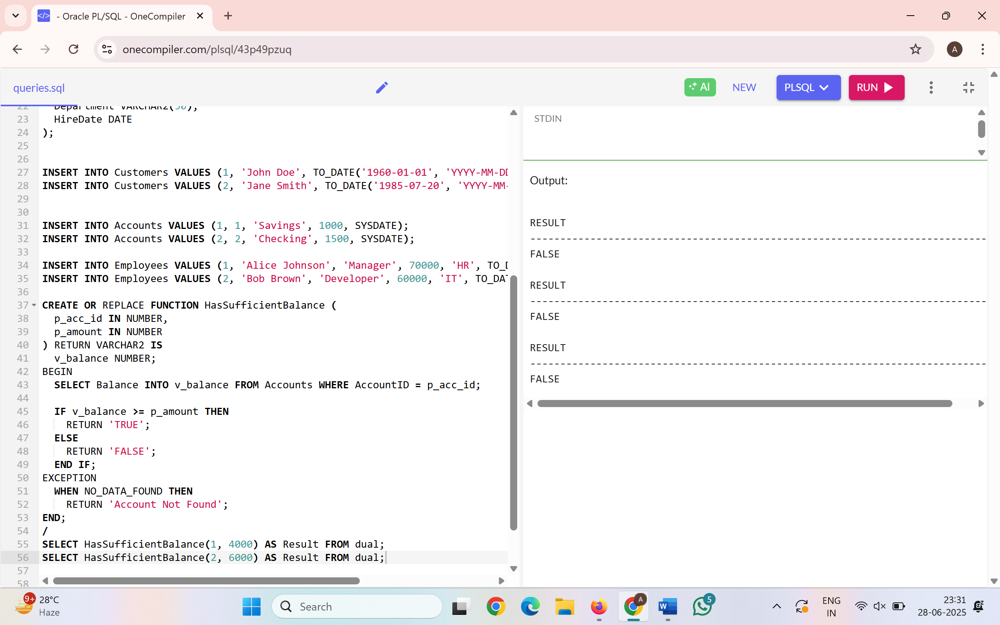 - Oracle PL/SQL - OneCompiler
onecompiler.com/plsql/43p49pzuq
A
queries.sql
AI
NEW
PLSQL
RUN
22 Department VARCHAR2(50);
23 HireDate DATE
24 );
25
26
27 INSERT INTO Customers VALUES (1, 'John Doe', TO_DATE('1960-01-01', 'YYYY-MM-DD
28 INSERT INTO Customers VALUES (2, 'Jane Smith', TO_DATE('1985-07-20', 'YYYY-MM-
29
30
31 INSERT INTO Accounts VALUES (1, 1, 'Savings', 1000, SYSDATE);
32 INSERT INTO Accounts VALUES (2, 2, 'Checking', 1500, SYSDATE);
33
34 INSERT INTO Employees VALUES (1, 'Alice Johnson', 'Manager', 70000, 'HR', TO_D
35 INSERT INTO Employees VALUES (2, 'Bob Brown', 'Developer', 60000, 'IT', TO_DAT
36
37 CREATE OR REPLACE FUNCTION HasSufficientBalance (
38 p_acc_id IN NUMBER,
39 p_amount IN NUMBER
40 ) RETURN VARCHAR2 IS
41 v_balance NUMBER;
42 BEGIN
43 SELECT Balance INTO v_balance FROM Accounts WHERE AccountID = p_acc_id;
44
45 IF v_balance >= p_amount THEN
46 RETURN 'TRUE';
47 ELSE
48 RETURN 'FALSE';
49 END IF;
50 EXCEPTION
51 WHEN NO_DATA_FOUND THEN
52 RETURN 'Account Not Found';
53 END;
54 /
55 SELECT HasSufficientBalance(1, 4000) AS Result FROM dual;
56 SELECT HasSufficientBalance(2, 6000) AS Result FROM dual;
57
58
STDIN
Output:
RESULT
--------------------------------------------------------------------------------
FALSE
RESULT
--------------------------------------------------------------------------------
FALSE
RESULT
--------------------------------------------------------------------------------
FALSE
9+
28°C
Haze
Search
A
W
5
ENG
IN
23:31
28-06-2025